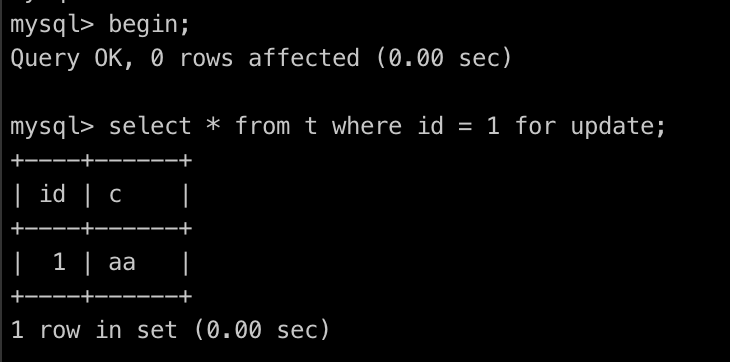 mysql> begin;
Query OK, 0 rows affected (0.00 sec)
mysql> select * from t where id = 1 for update;
+----+------+
| id | c    |
+----+------+
|  1 | aa   |
+----+------+
1 row in set (0.00 sec)